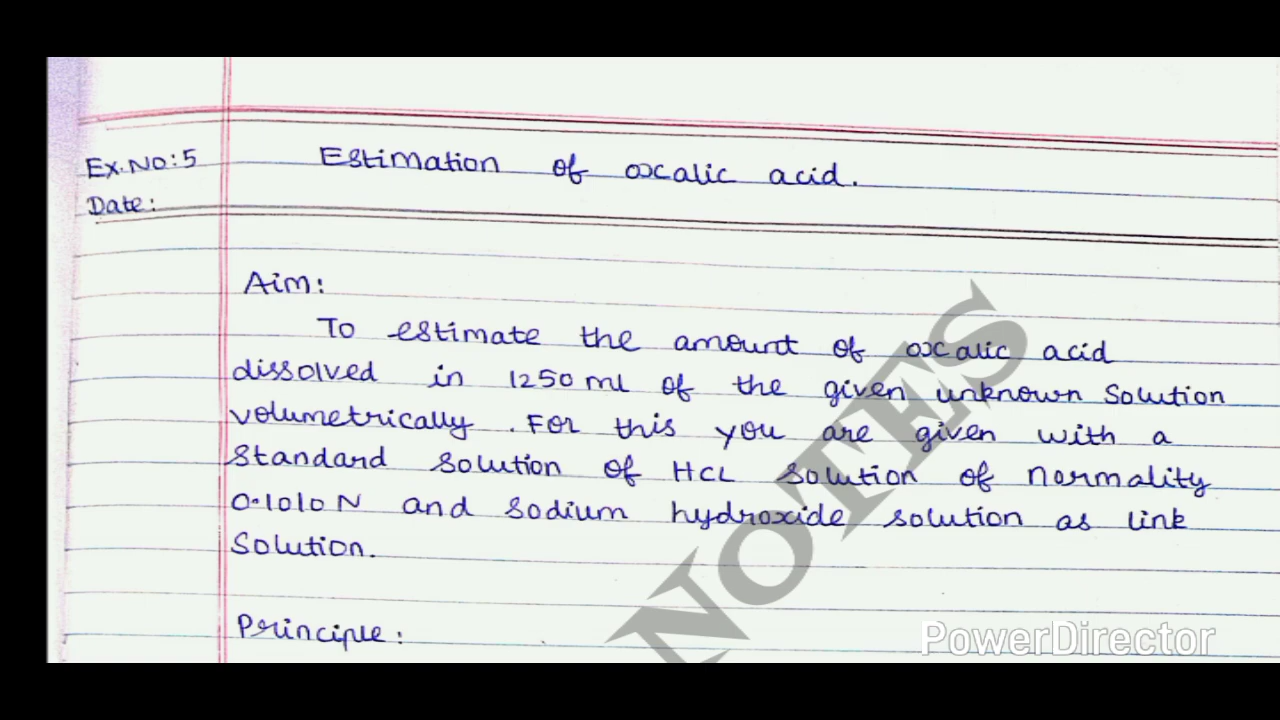 Ex.No:5
Estimation of oxalic acid.
Date:
Aim:
To estimate the amount of oxalic acid
dissolved in 1250 ml of the given unknown solution
volumetrically. For this you are given with a
standard solution of HCL solution of normality
0.1010 N and sodium hydroxide solution as link
solution.
Principle:
NOTES
PowerDirector